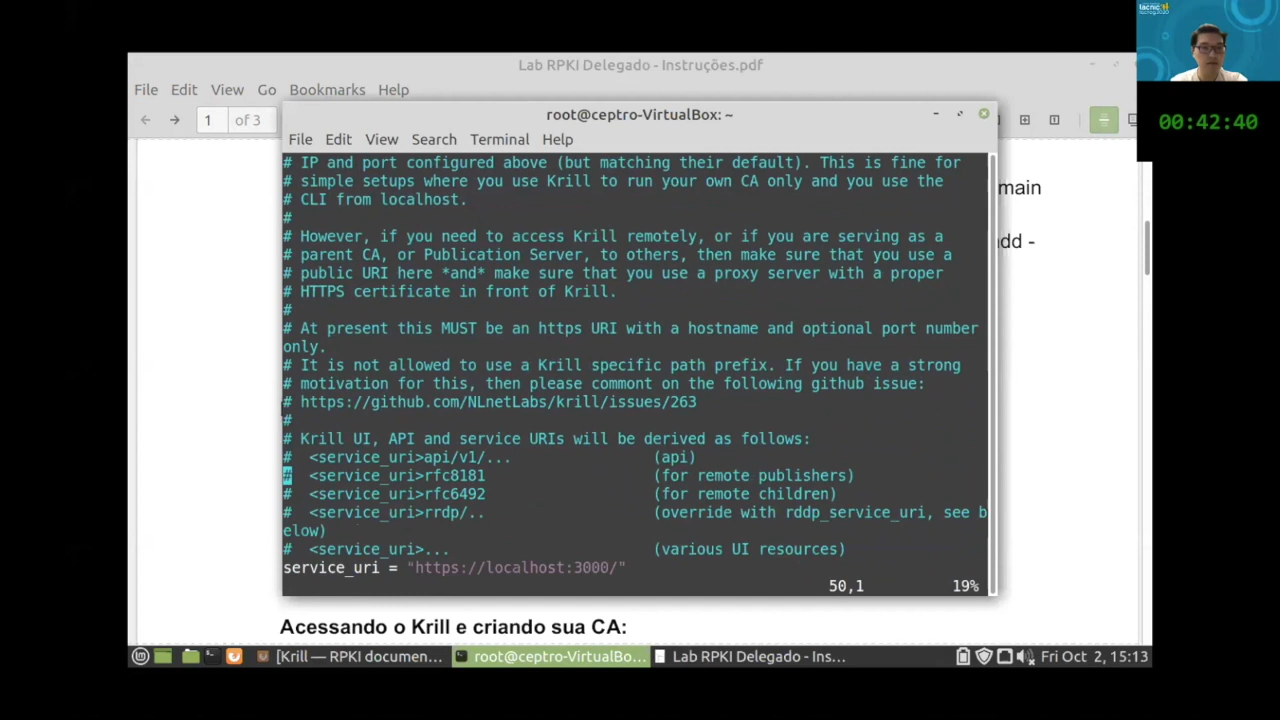 lacnic
00:42:40
Lab RPKI Delegado - Instruções.pdf
File Edit View Go Bookmarks Help
1 of 3
root@ceptro-VirtualBox: ~
File Edit View Search Terminal Help
main
add -
# IP and port configured above (but matching their default). This is fine for
# simple setups where you use Krill to run your own CA only and you use the
# CLI from localhost.
#
# However, if you need to access Krill remotely, or if you are serving as a
# parent CA, or Publication Server, to others, then make sure that you use a
# public URI here *and* make sure that you use a proxy server with a proper
# HTTPS certificate in front of Krill.
#
# At present this MUST be an https URI with a hostname and optional port number
only.
# It is not allowed to use a Krill specific path prefix. If you have a strong
# motivation for this, then please commont on the following github issue:
# https://github.com/NLnetLabs/krill/issues/263
#
# Krill UI, API and service URIs will be derived as follows:
# <service_uri>api/v1/... (api)
# <service_uri>rfc8181 (for remote publishers)
# <service_uri>rfc6492 (for remote children)
# <service_uri>rrdp/.. (override with rddp_service_uri, see b
elow)
# <service_uri>... (various UI resources)
service_uri = "https://localhost:3000/"
50,1 19%
Acessando o Krill e criando sua CA:
[Krill — RPKI documen... root@ceptro-VirtualBo... Lab RPKI Delegado - Ins... Fri Oct 2, 15:13